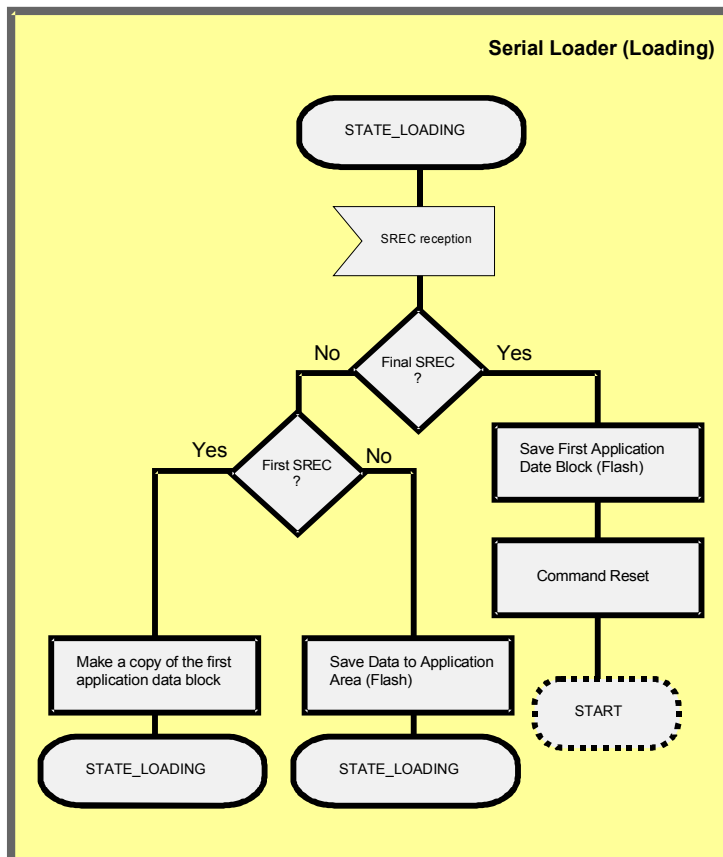 Serial Loader (Loading)
STATE_LOADING
SREC reception
Final SREC
?
No
Yes
First SREC
?
Yes
No
Save First Application
Date Block (Flash)
Command Reset
Make a copy of the first
application data block
Save Data to Application
Area (Flash)
START
STATE_LOADING
STATE_LOADING